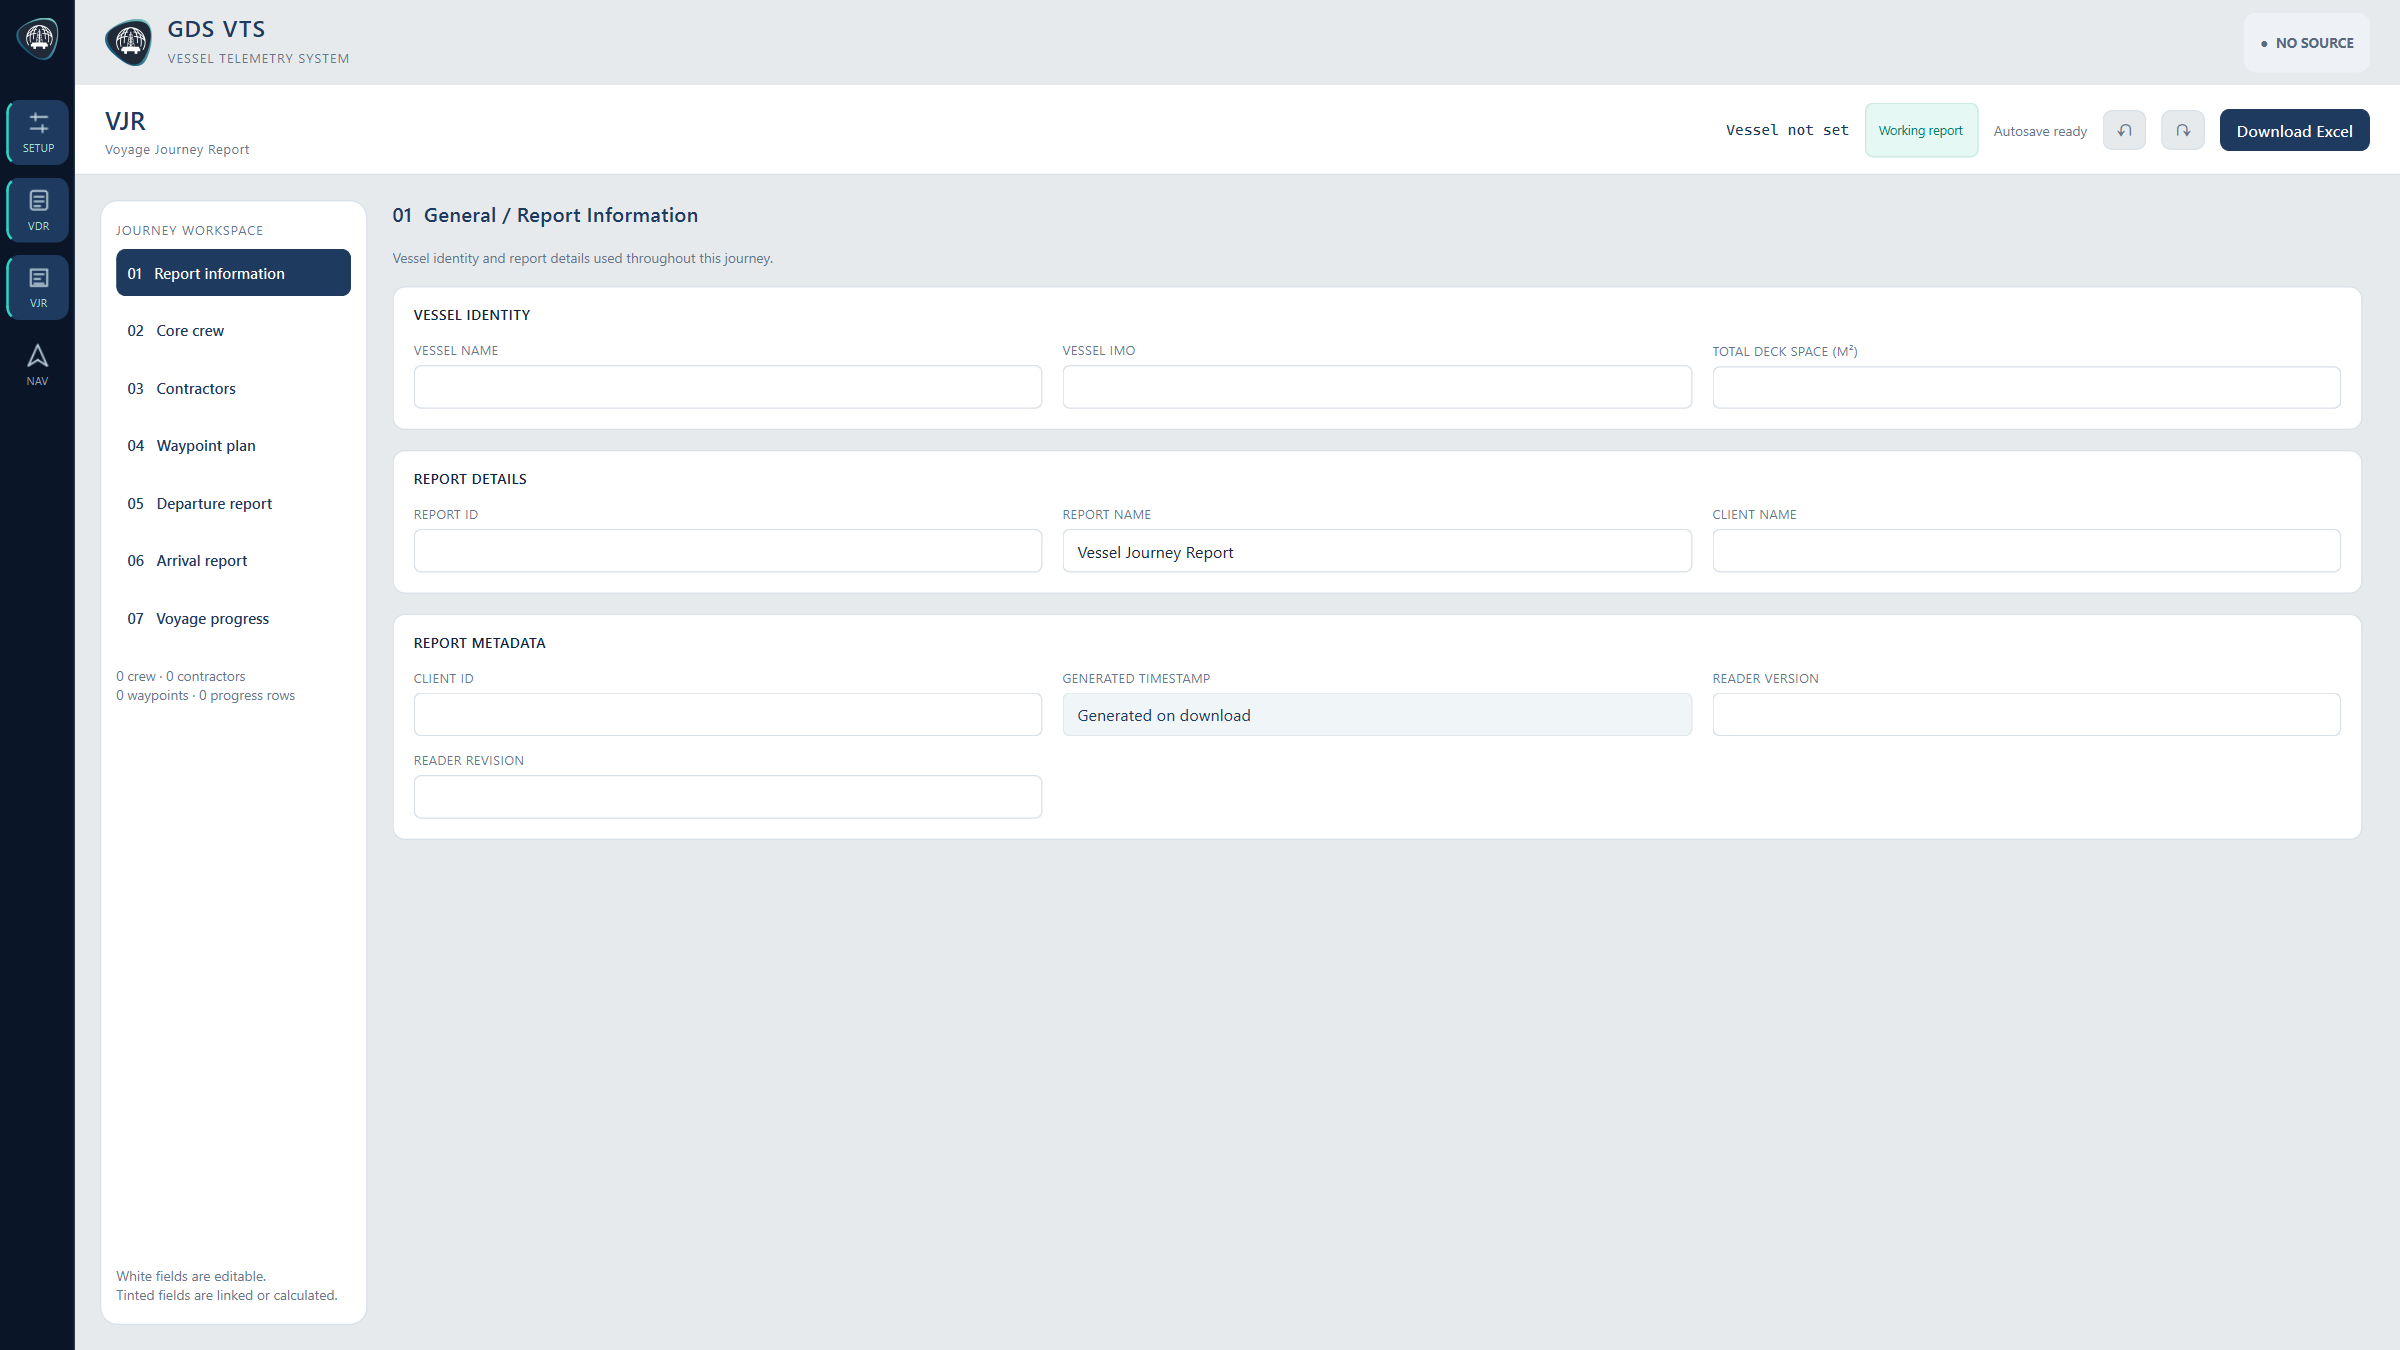 GDS VTS
VESSEL TELEMETRY SYSTEM
NO SOURCE
SETUP
VDR
VJR
NAV
VJR
Voyage Journey Report
Vessel not set
Working report
Autosave ready
Download Excel
JOURNEY WORKSPACE
01 Report information
02 Core crew
03 Contractors
04 Waypoint plan
05 Departure report
06 Arrival report
07 Voyage progress
0 crew · 0 contractors
0 waypoints · 0 progress rows
White fields are editable.
Tinted fields are linked or calculated.
01 General / Report Information
Vessel identity and report details used throughout this journey.
VESSEL IDENTITY
VESSEL NAME
VESSEL IMO
TOTAL DECK SPACE (M²)
REPORT DETAILS
REPORT ID
REPORT NAME
CLIENT NAME
Vessel Journey Report
REPORT METADATA
CLIENT ID
GENERATED TIMESTAMP
READER VERSION
Generated on download
READER REVISION